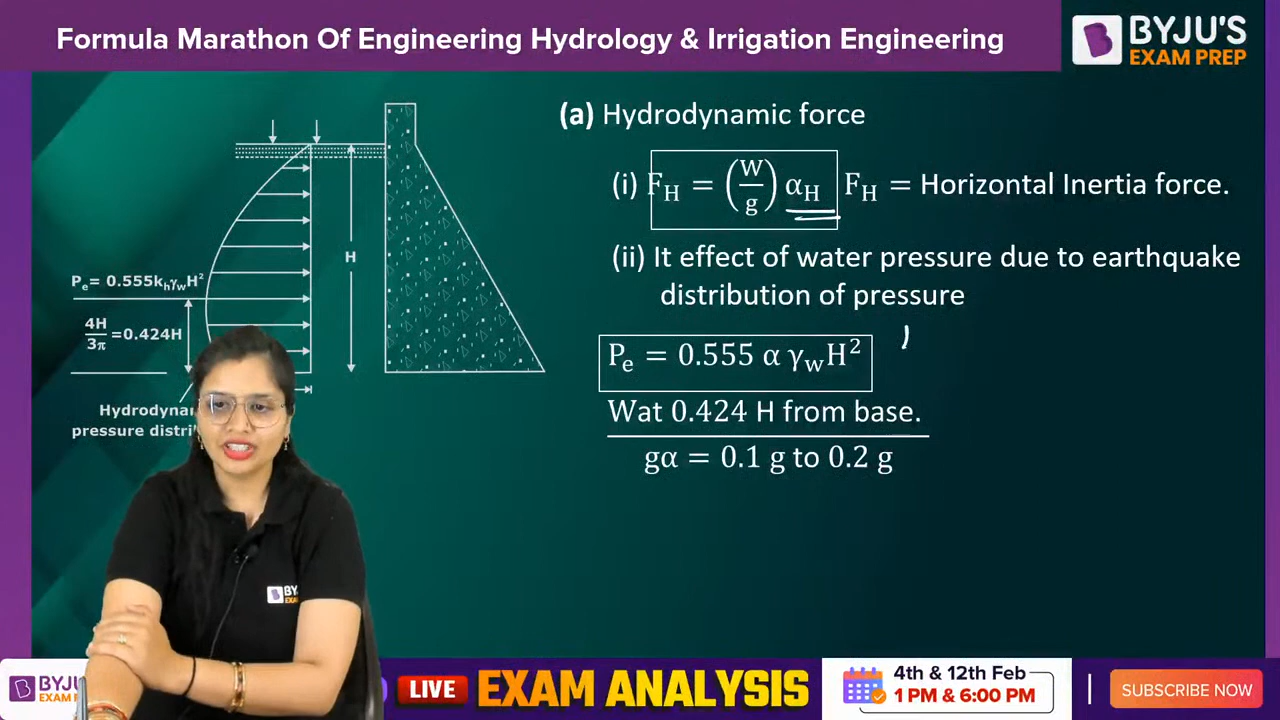 Formula Marathon Of Engineering Hydrology & Irrigation Engineering
BYJU'S
EXAM PREP
(a) Hydrodynamic force
(i) F_H = (W/g) α_H F_H = Horizontal Inertia force.
(ii) It effect of water pressure due to earthquake
distribution of pressure
P_e = 0.555 α γ_w H²
Wat 0.424 H from base.
gα = 0.1 g to 0.2 g
H
P_e = 0.555k_hγ_wH²
4H/3π = 0.424H
pressure
BYJU
EXAM
LIVE
EXAM ANALYSIS
4th & 12th Feb
1 PM & 6:00 PM
SUBSCRIBE NOW